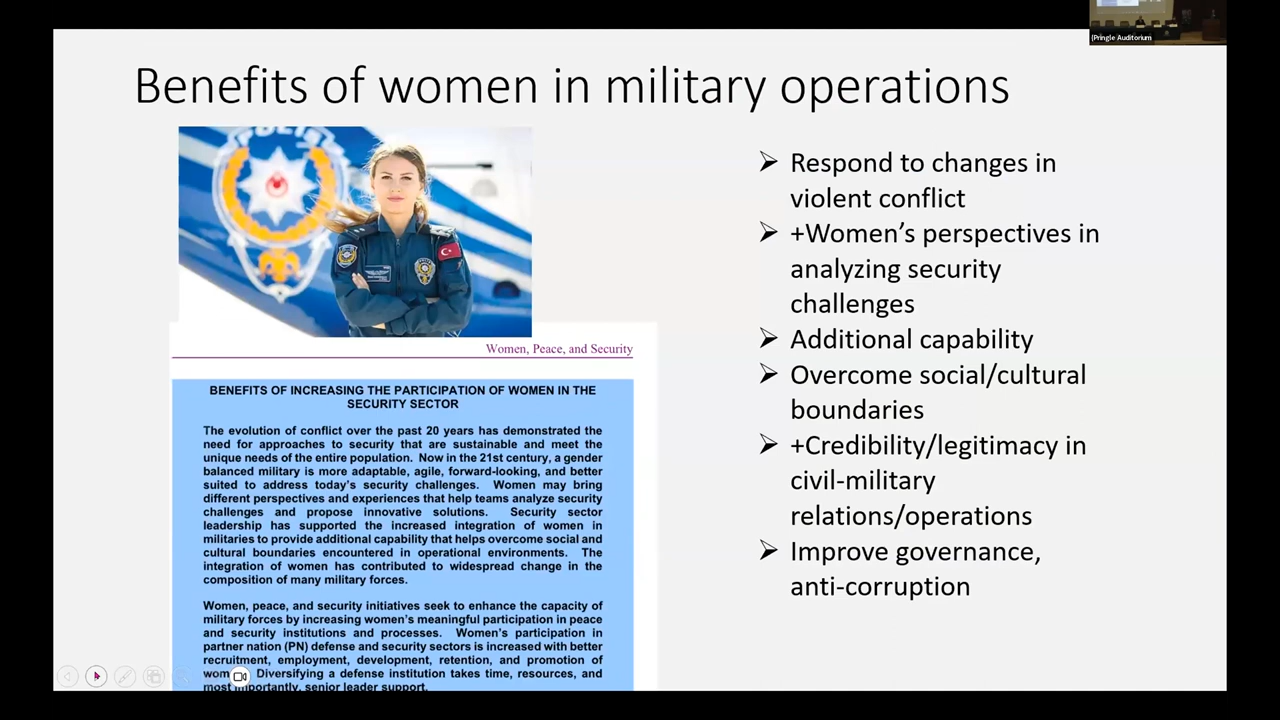 (Pringle Auditorium
Benefits of women in military operations
POLIS
Women, Peace, and Security
BENEFITS OF INCREASING THE PARTICIPATION OF WOMEN IN THE
SECURITY SECTOR
The evolution of conflict over the past 20 years has demonstrated the
need for approaches to security that are sustainable and meet the
unique needs of the entire population. Now in the 21st century, a gender
balanced military is more adaptable, agile, forward-looking, and better
suited to address today's security challenges. Women may bring
different perspectives and experiences that help teams analyze security
challenges and propose innovative solutions. Security sector
leadership has supported the increased integration of women in
militaries to provide additional capability that helps overcome social and
cultural boundaries encountered in operational environments. The
integration of women has contributed to widespread change in the
composition of many military forces.
Women, peace, and security initiatives seek to enhance the capacity of
military forces by increasing women's meaningful participation in peace
and security institutions and processes. Women's participation in
partner nation (PN) defense and security sectors is increased with better
recruitment, employment, development, retention, and promotion of
wom Diversifying a defense institution takes time, resources, and
most importantly, senior leader support.
➢ Respond to changes in
violent conflict
➢ +Women's perspectives in
analyzing security
challenges
➢ Additional capability
➢ Overcome social/cultural
boundaries
➢ +Credibility/legitimacy in
civil-military
relations/operations
➢ Improve governance,
anti-corruption